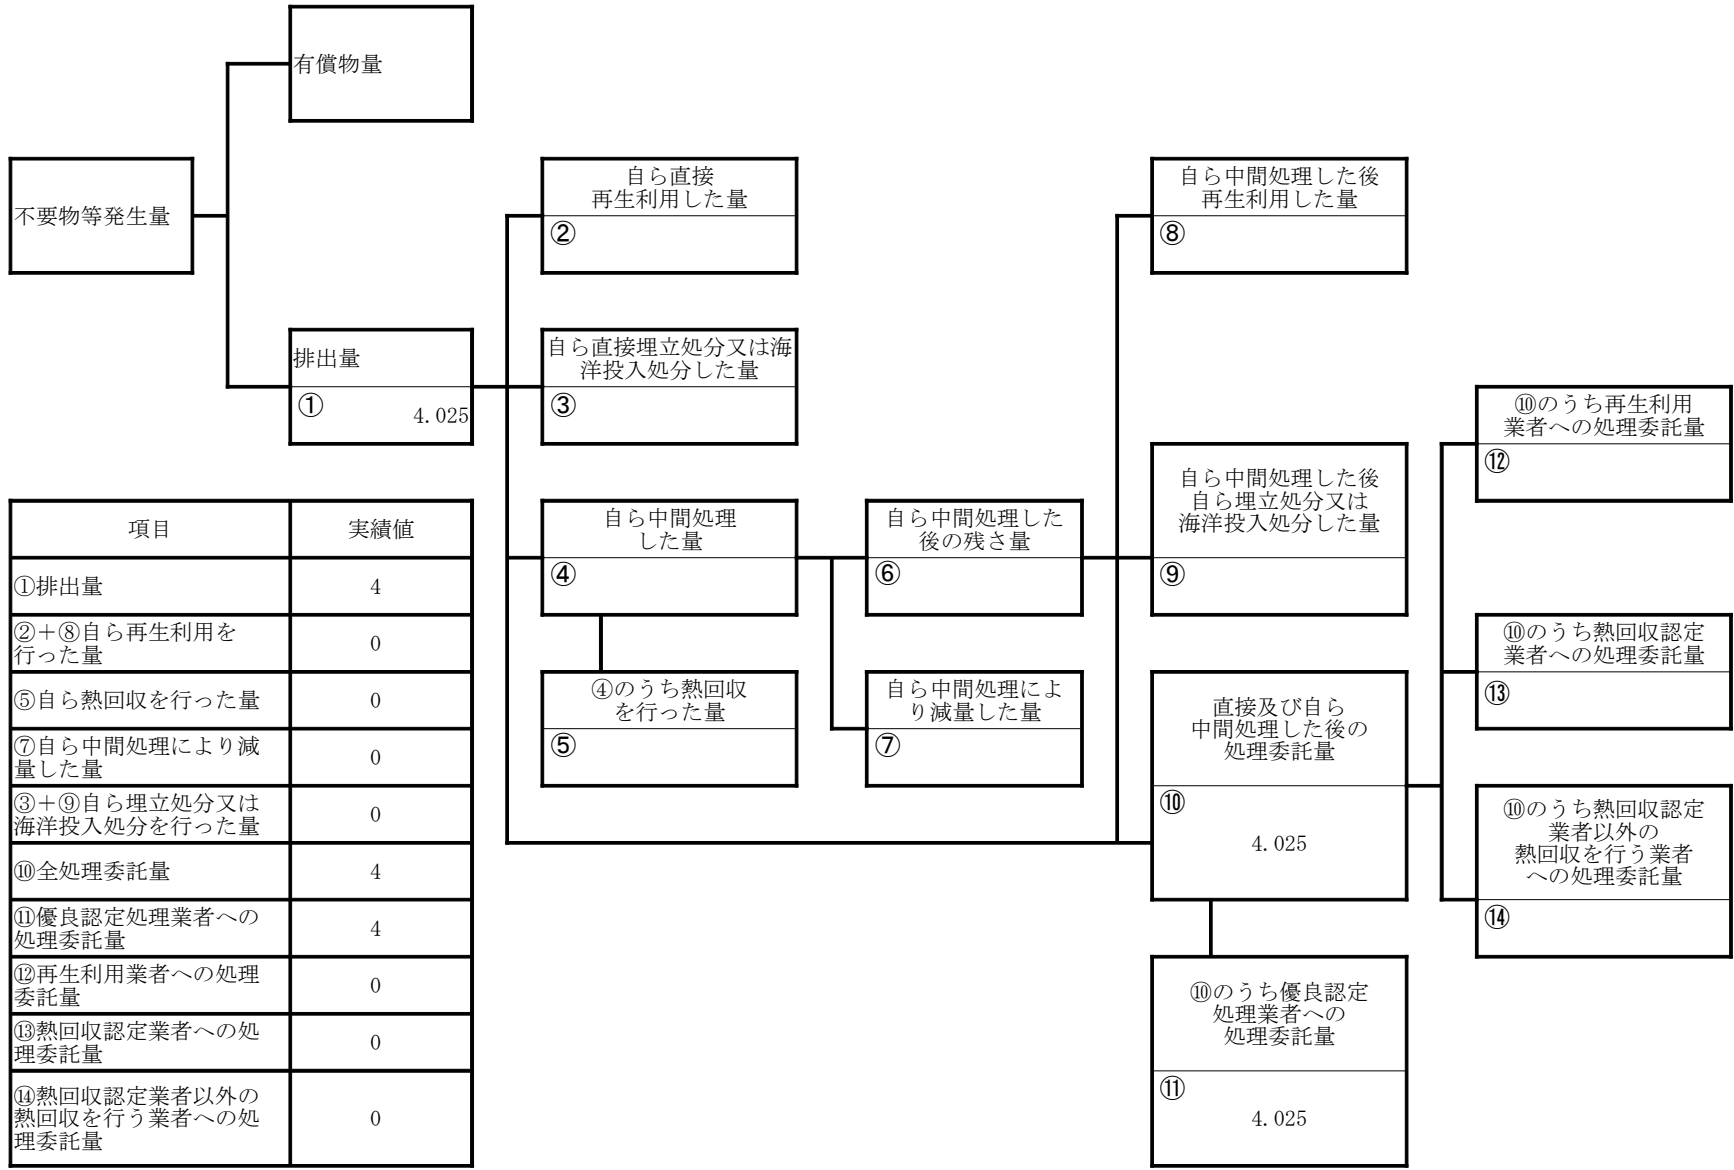 有償物量
不要物等発生量
排出量
①
4.025
自ら直接
再生利用した量
②
自ら直接埋立処分又は海
洋投入処分した量
③
自ら中間処理
した量
④
④のうち熱回収
を行った量
⑤
自ら中間処理した
後の残さ量
⑥
自ら中間処理によ
り減量した量
⑦
自ら中間処理した後
再生利用した量
⑧
自ら中間処理した後
自ら埋立処分又は
海洋投入処分した量
⑨
直接及び自ら
中間処理した後の
処理委託量
⑩
4.025
⑩のうち優良認定
処理業者への
処理委託量
⑪
4.025
⑩のうち再生利用
業者への処理委託量
⑫
⑩のうち熱回収認定
業者への処理委託量
⑬
⑩のうち熱回収認定
業者以外の
熱回収を行う業者
への処理委託量
⑭
項目 実績値
①排出量 4
②+⑧自ら再生利用を
行った量 0
⑤自ら熱回収を行った量 0
⑦自ら中間処理により減
量した量 0
③+⑨自ら埋立処分又は
海洋投入処分を行った量 0
⑩全処理委託量 4
⑪優良認定処理業者への
処理委託量 4
⑫再生利用業者への処理
委託量 0
⑬熱回収認定業者への処
理委託量 0
⑭熱回収認定業者以外の
熱回収を行う業者への処
理委託量 0